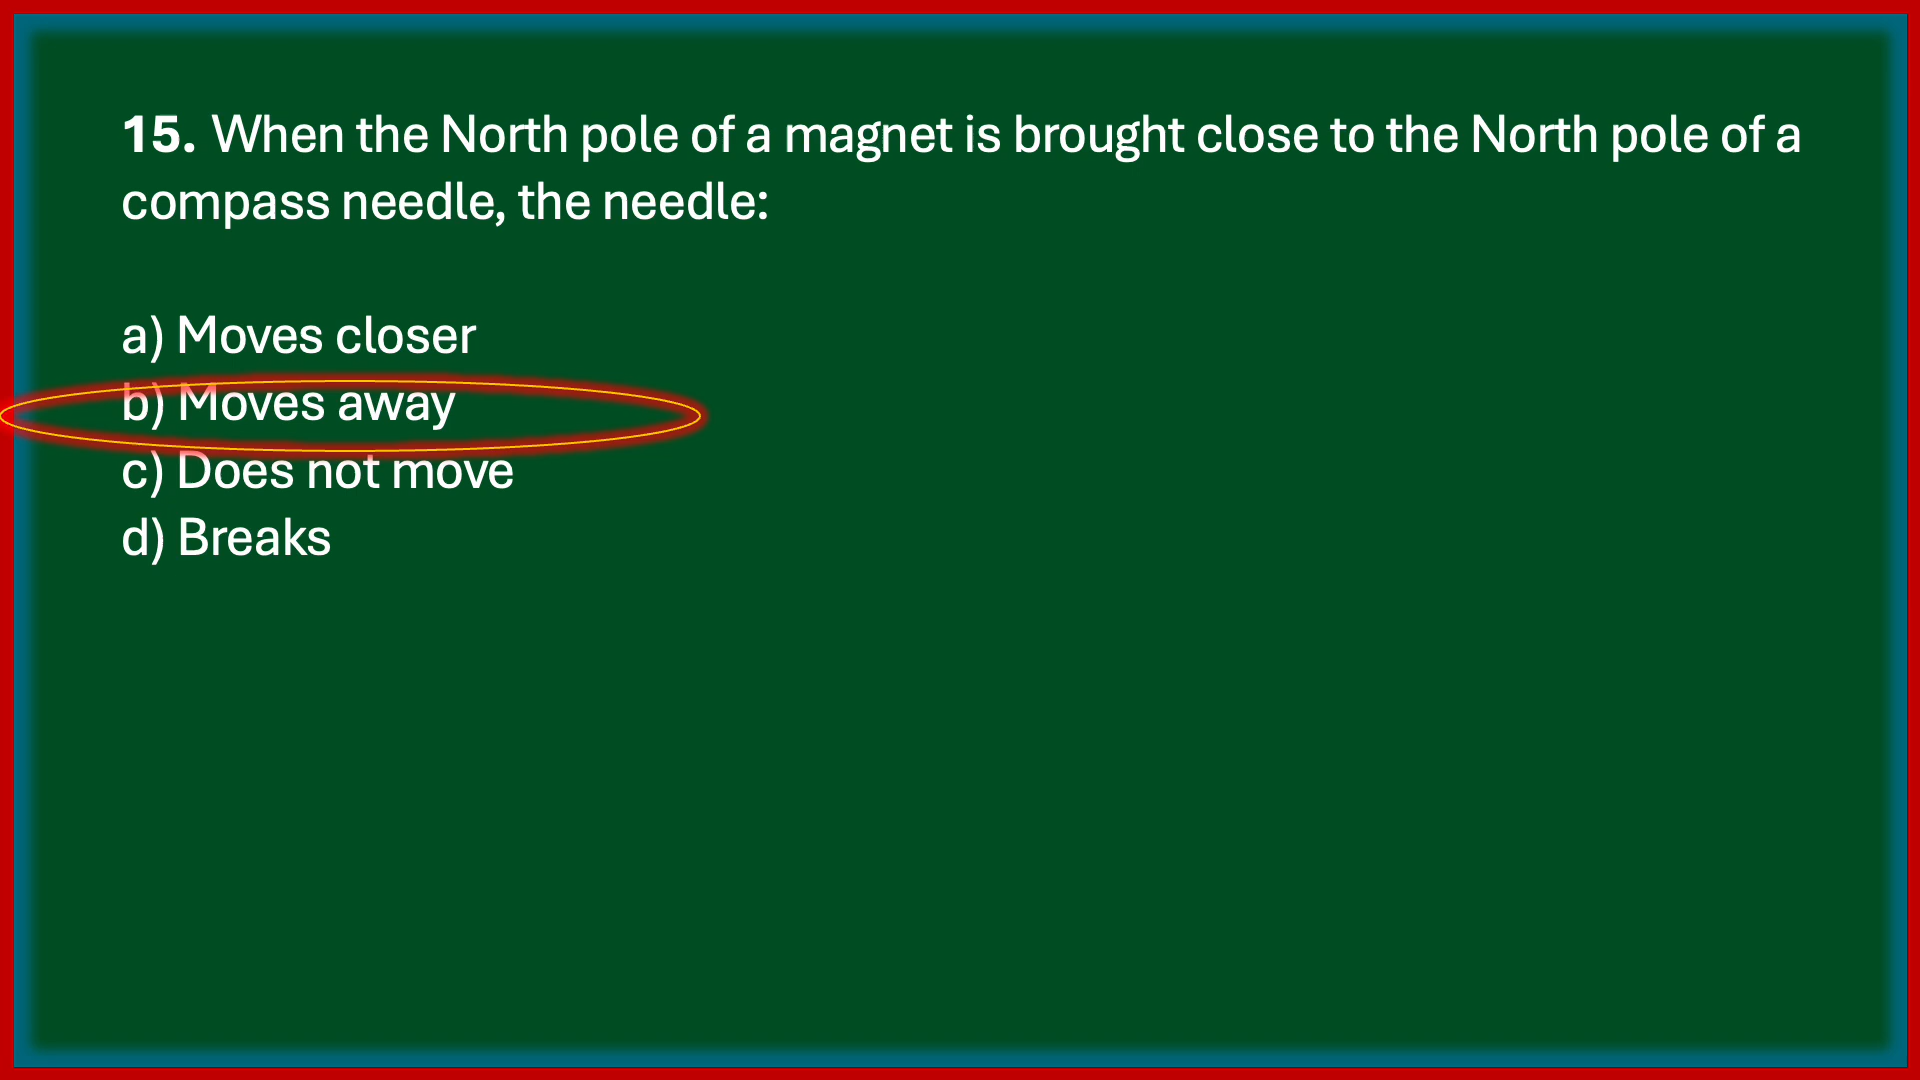 15. When the North pole of a magnet is brought close to the North pole of a
compass needle, the needle:
a) Moves closer
b) Moves away
c) Does not move
d) Breaks